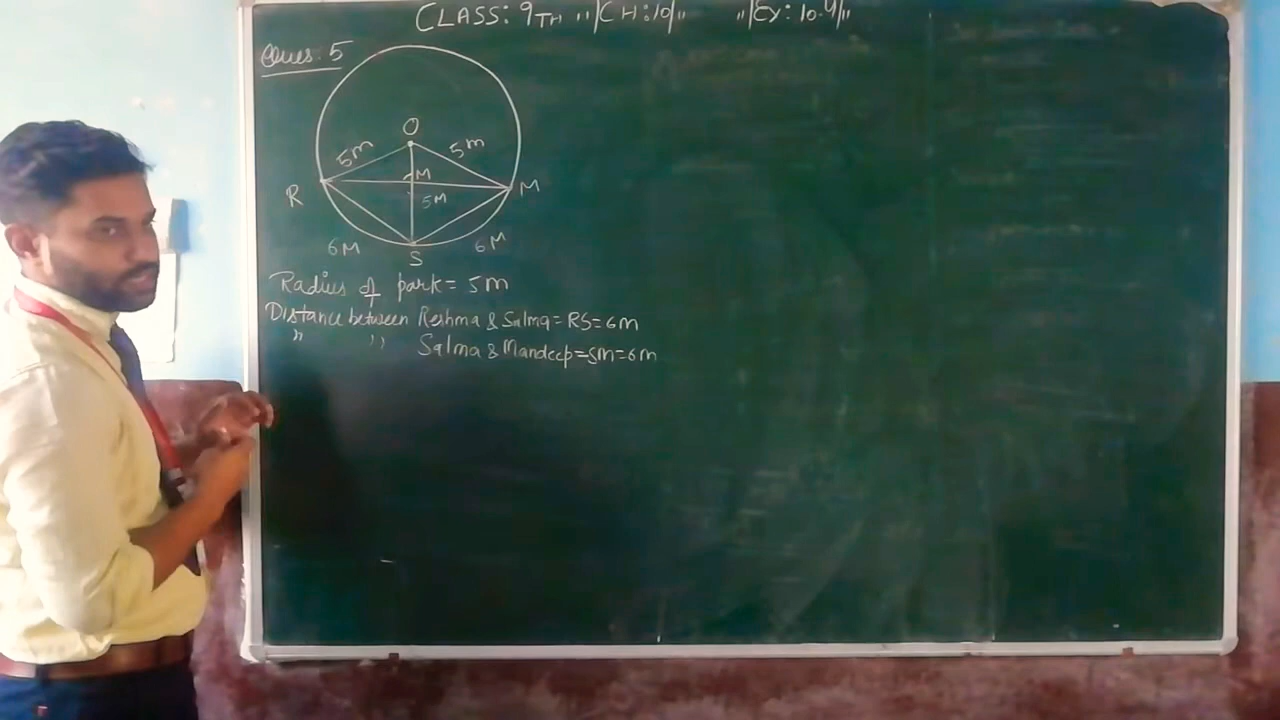 CLASS: 9TH "|CH:10|" "|EX: 10.4|"
Ques. 5
O
5m 5m
M
R M
5M
6M 6M
S
Radius of park = 5m
Distance between Reshma & Salma = RS = 6m
" " Salma & Mandeep = SM = 6m